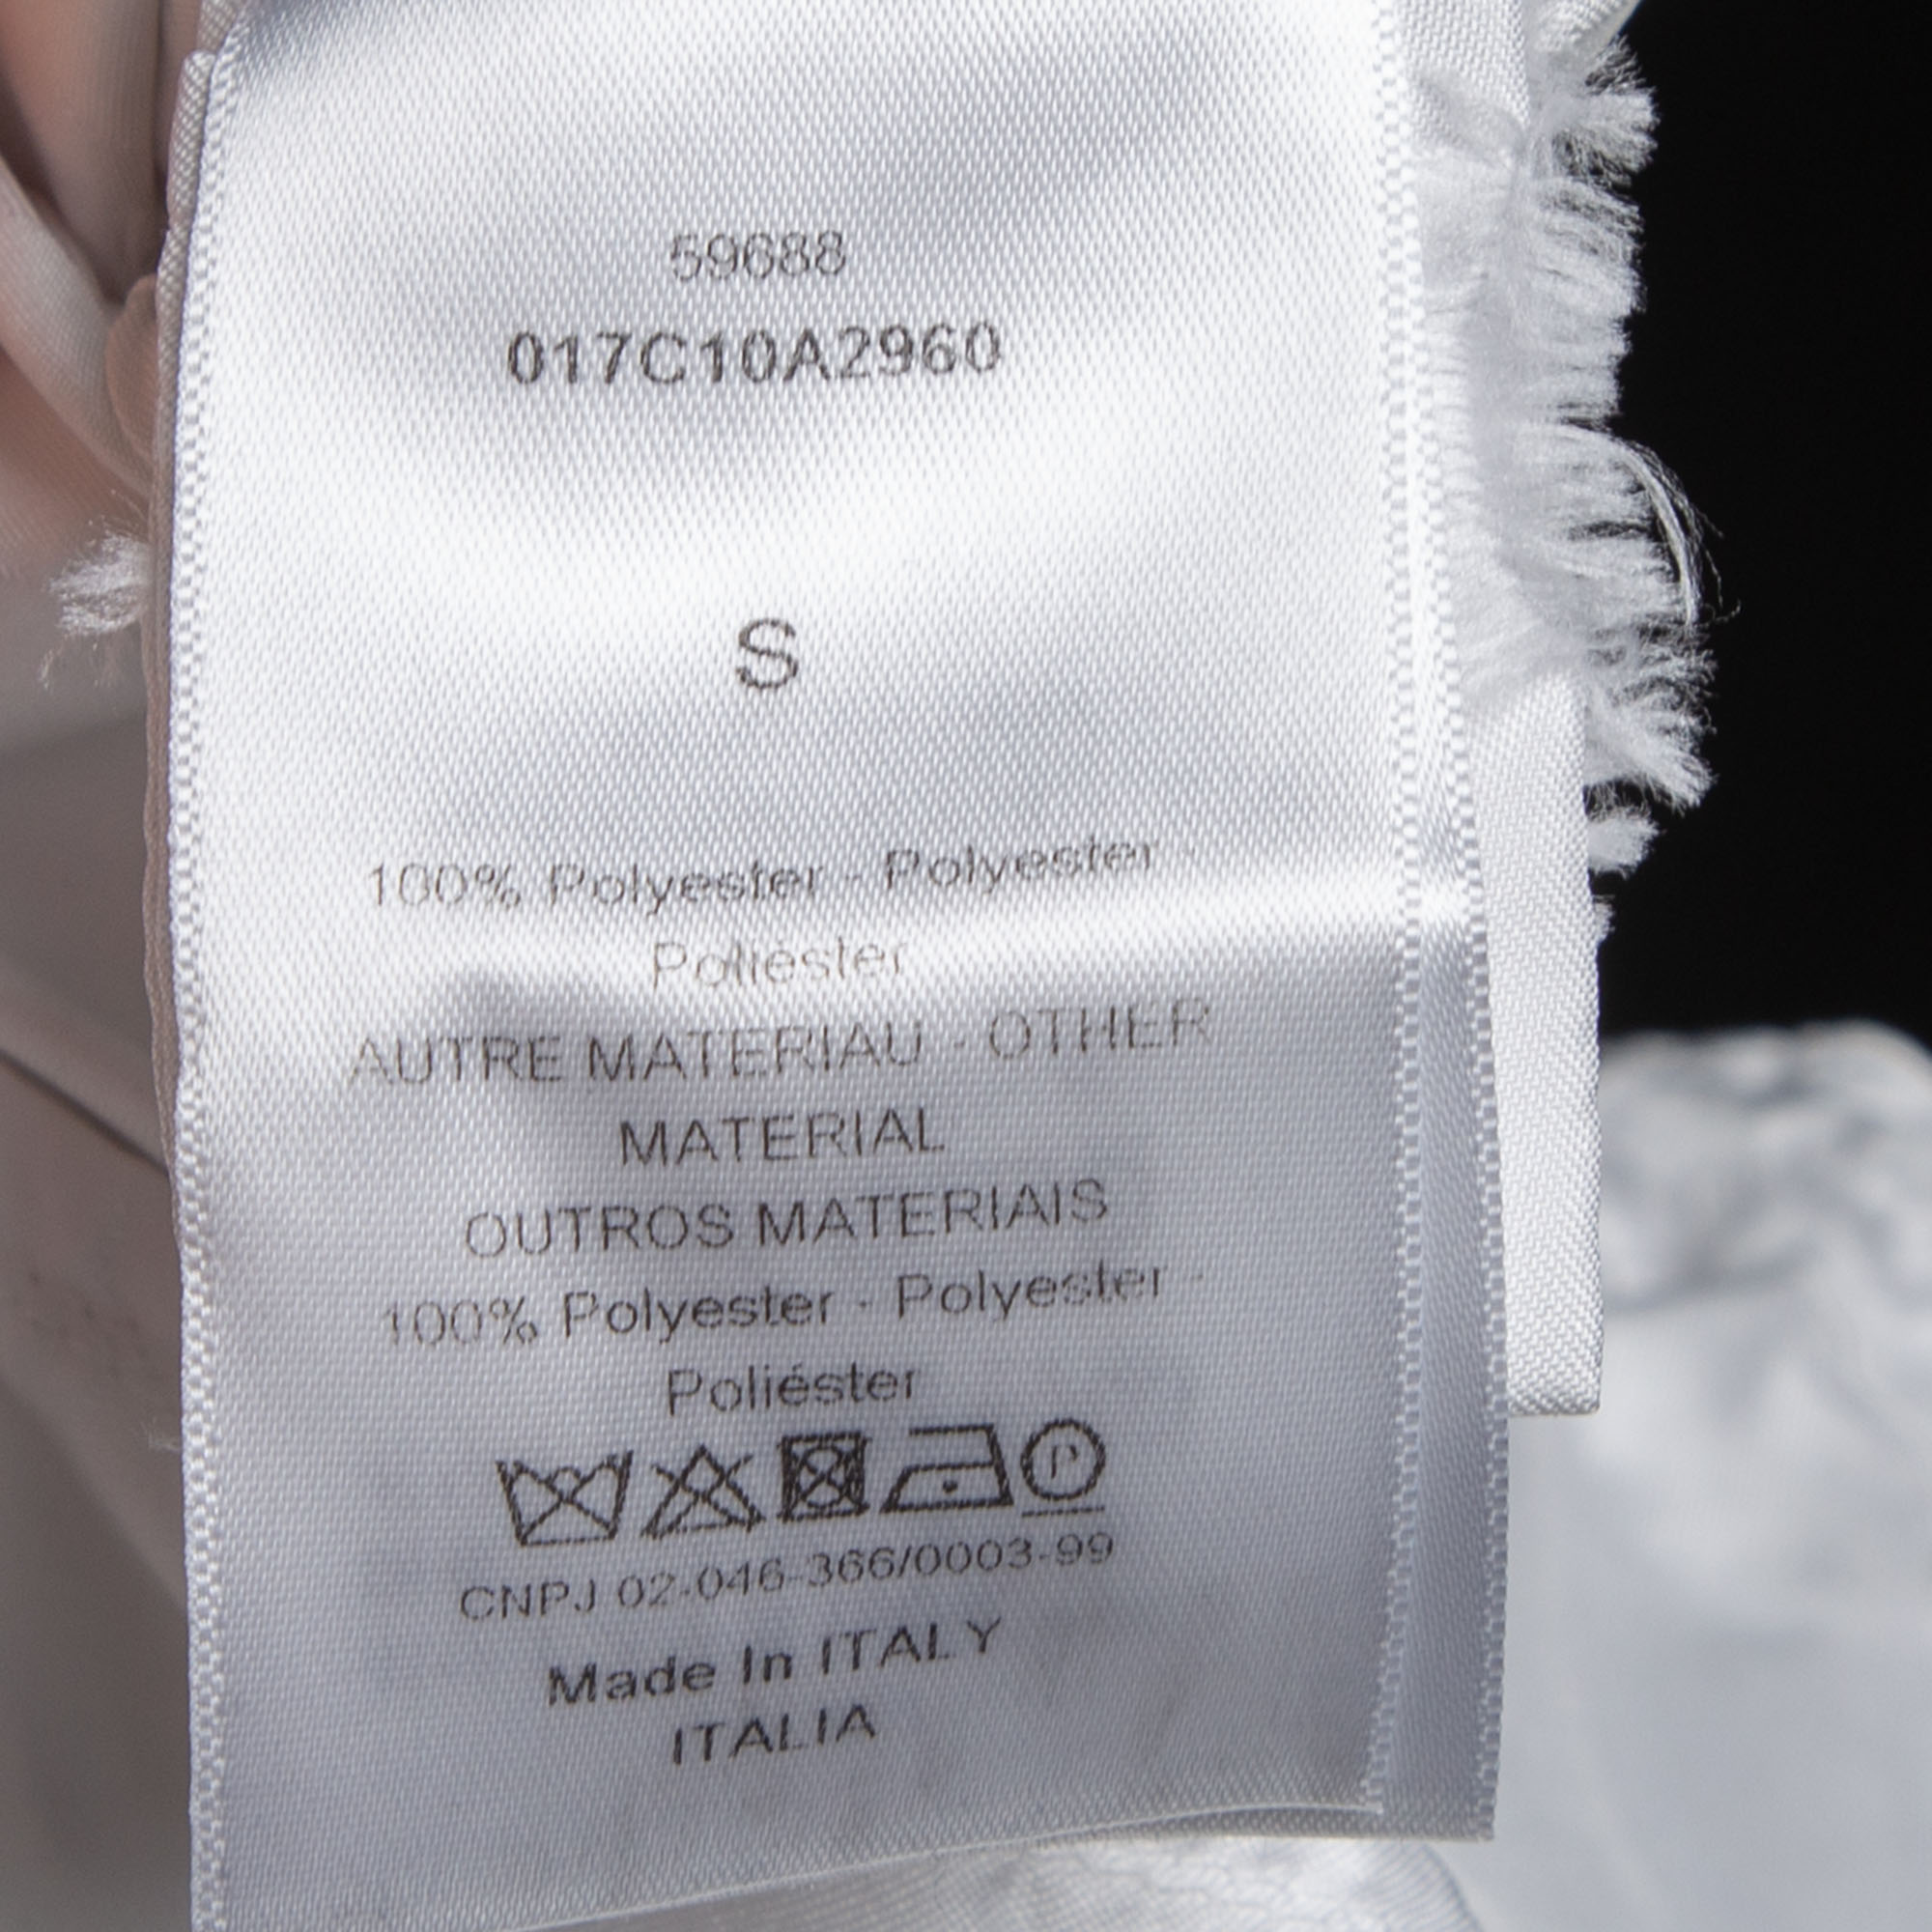 59688
017C10A2960
S
100% Polyester - Polyester -
Poliéster
AUTRE MATERIAU - OTHER
MATERIAL
OUTROS MATERIAIS
100% Polyester - Polyester -
Poliéster
P
CNPJ 02-046-366/0003-99
Made In ITALY
ITALIA